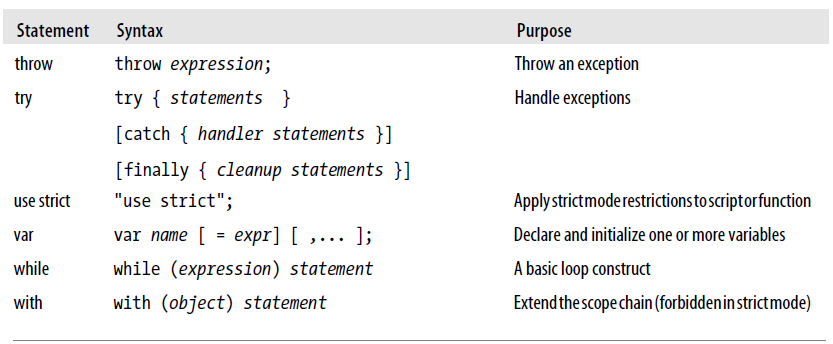 Statement Syntax Purpose
throw throw expression; Throw an exception
try try { statements } Handle exceptions
[catch { handler statements }]
[finally { cleanup statements }]
use strict "use strict"; Apply strict mode restrictions to script or function
var var name [ = expr] [ ,... ]; Declare and initialize one or more variables
while while (expression) statement A basic loop construct
with with (object) statement Extend the scope chain (forbidden in strict mode)